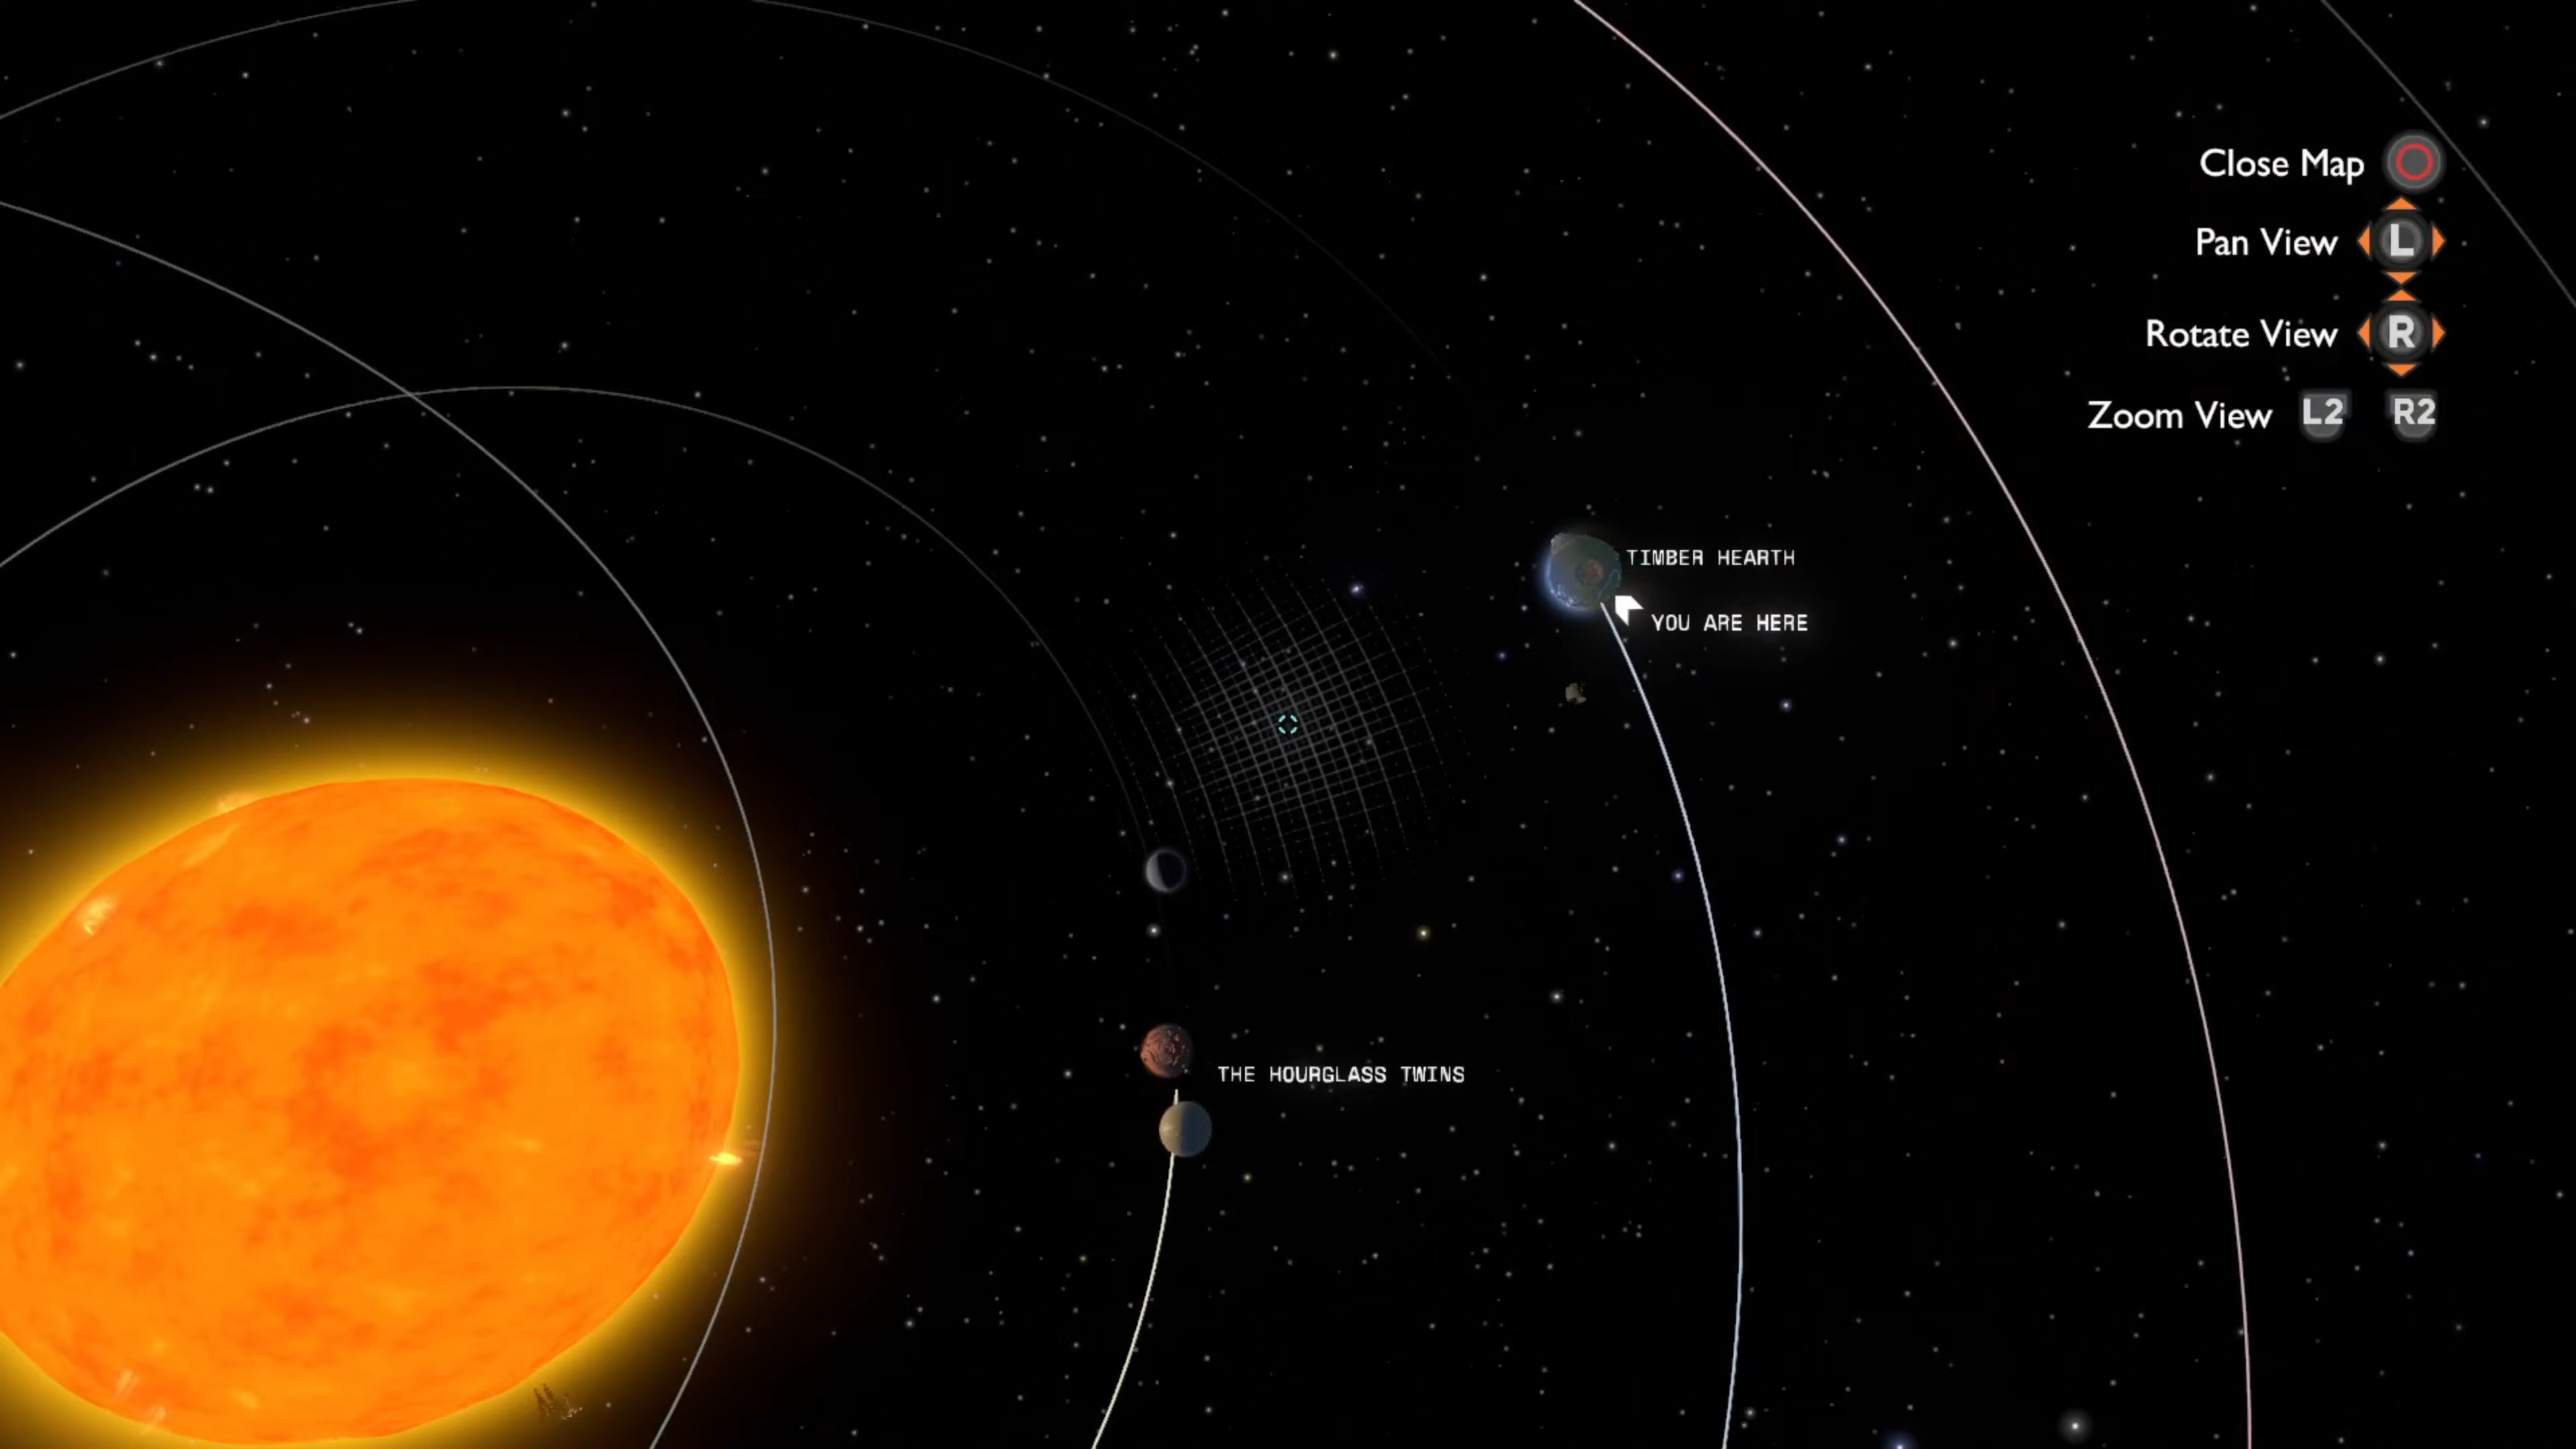 Close Map
Pan View L
Rotate View R
Zoom View L2 R2
TIMBER HEARTH
YOU ARE HERE
THE HOURGLASS TWINS